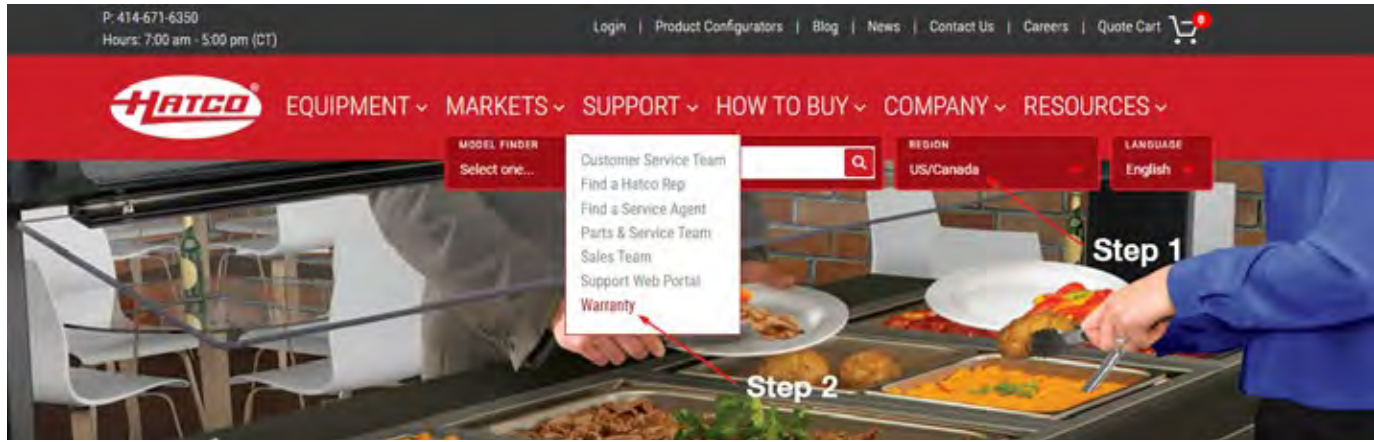 P: 414-671-6350
Hours: 7:00 am - 5:00 pm (CT)
Login | Product Configurators | Blog | News | Contact Us | Careers | Quote Cart 0
HATCO®
EQUIPMENT MARKETS SUPPORT HOW TO BUY COMPANY RESOURCES
MODEL FINDER
Select one...
REGION
US/Canada
LANGUAGE
English
Customer Service Team
Find a Hatco Rep
Find a Service Agent
Parts & Service Team
Sales Team
Support Web Portal
Warranty
Step 1
Step 2